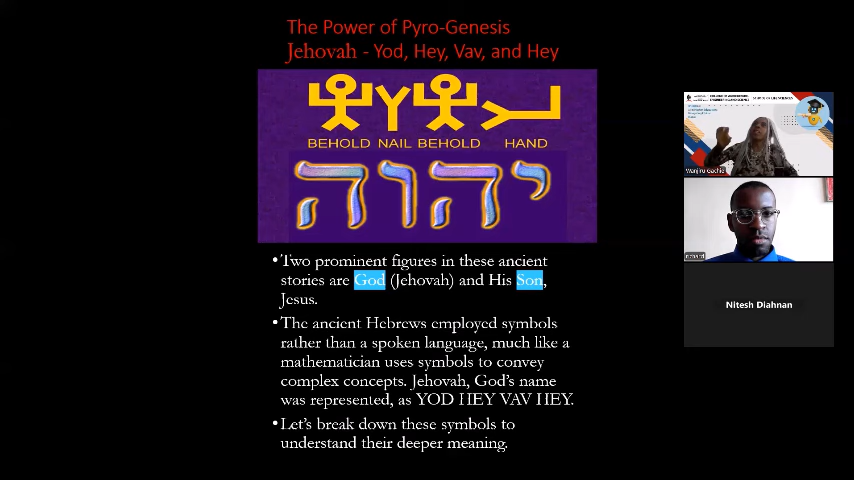 The Power of Pyro-Genesis
Jehovah - Yod, Hey, Vav, and Hey
BEHOLD NAIL BEHOLD HAND
יהוה
• Two prominent figures in these ancient
stories are God (Jehovah) and His Son,
Jesus.
• The ancient Hebrews employed symbols
rather than a spoken language, much like a
mathematician uses symbols to convey
complex concepts. Jehovah, God's name
was represented, as YOD HEY VAV HEY.
• Let's break down these symbols to
understand their deeper meaning.
Wanjiru Gachie
richard
Nitesh Diahnan